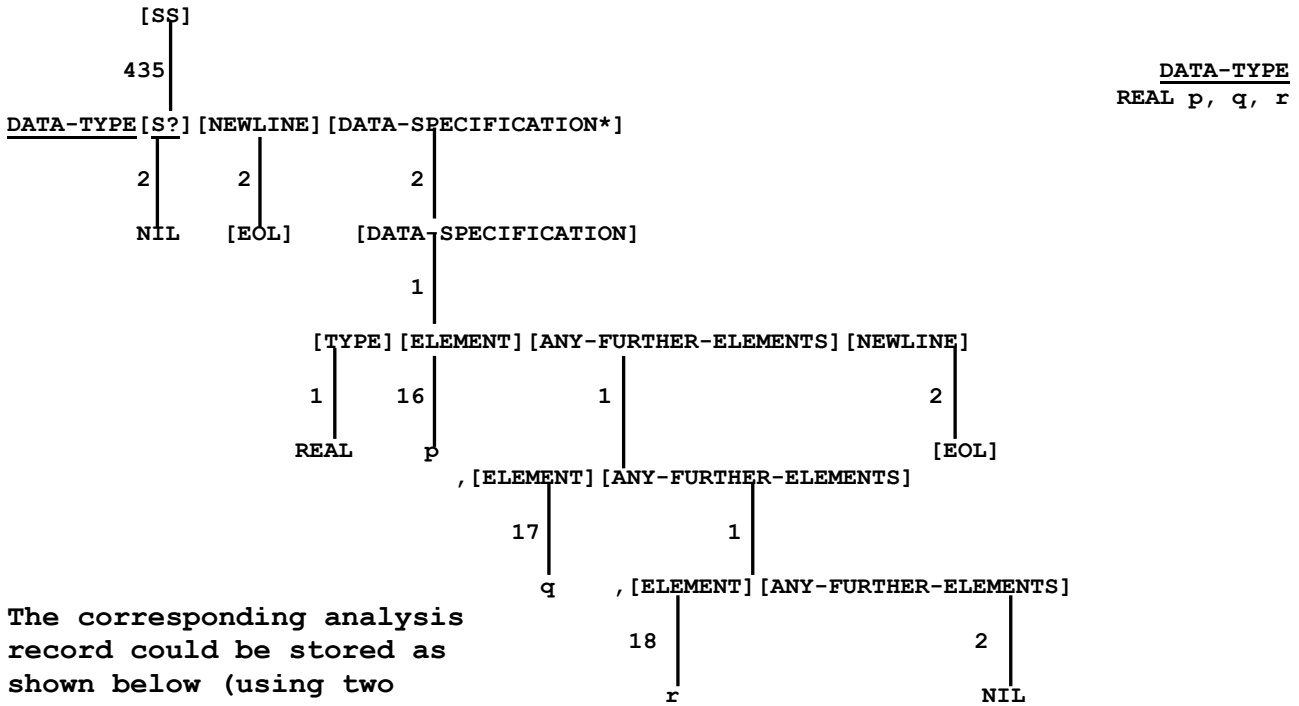 [SS]
435
DATA-TYPE
REAL p, q, r
DATA-TYPE[S?][NEWLINE][DATA-SPECIFICATION*]
2 2 2
NIL [EOL] [DATA-SPECIFICATION]
1
[TYPE][ELEMENT][ANY-FURTHER-ELEMENTS][NEWLINE]
1 16 1 2
REAL p [EOL]
,[ELEMENT][ANY-FURTHER-ELEMENTS]
17 1
q ,[ELEMENT][ANY-FURTHER-ELEMENTS]
18 2
r NIL
The corresponding analysis
record could be stored as
shown below (using two